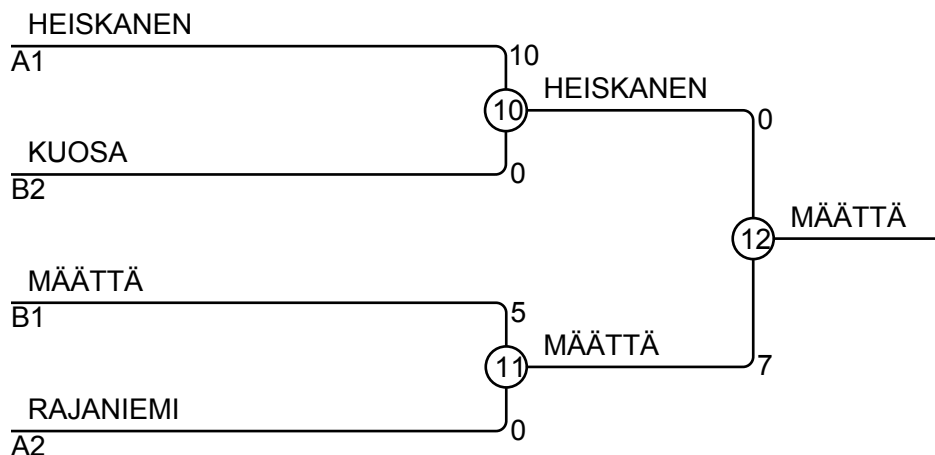 HEISKANEN
A1
10
10
HEISKANEN
0
KUOSA
B2
0
12
MÄÄTTÄ
MÄÄTTÄ
B1
5
11
MÄÄTTÄ
7
RAJANIEMI
A2
0